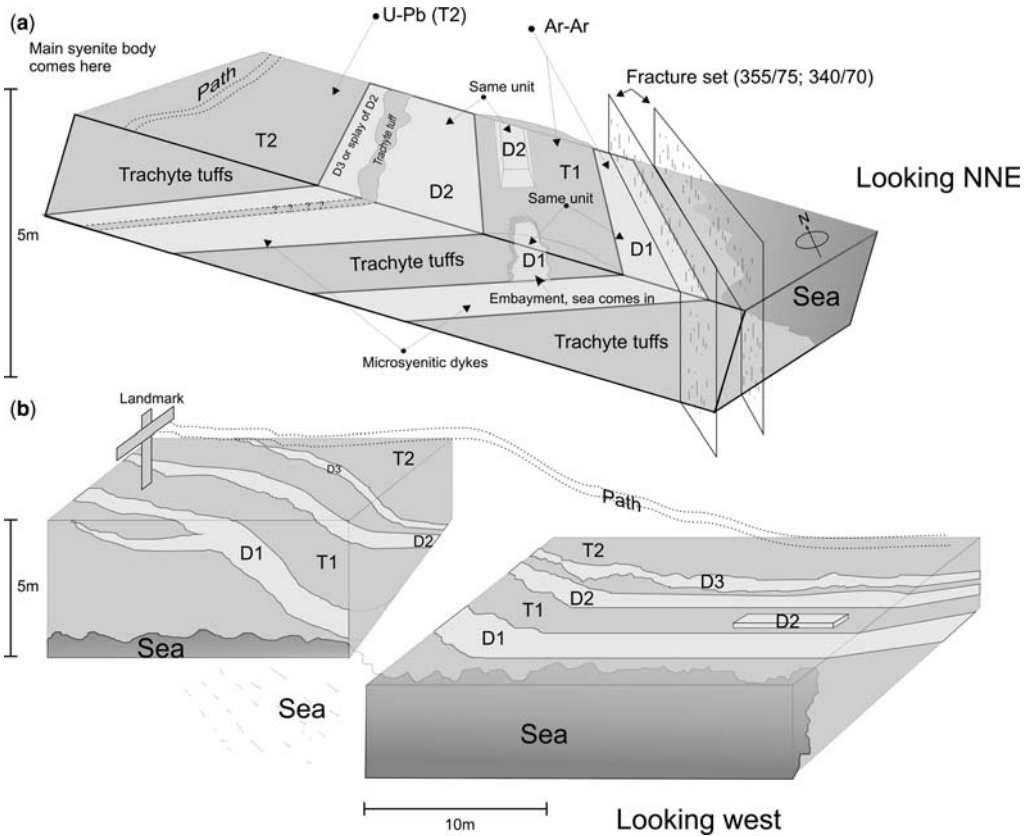 (a)
U-Pb (T2)
Ar-Ar
Main syenite body
comes here
Path
Same unit
Fracture set (355/75; 340/70)
D3 or splay of D2
Trachyte tuff
D2
T2
D2
T1
Looking NNE
Trachyte tuffs
Same unit
N
?- ?- ?- ?
5m
D1
D1
Trachyte tuffs
Sea
Embayment, sea comes in
Trachyte tuffs
Microsyenitic dykes
(b)
Landmark
T2
D3
Path
D2
D1
T1
T2
D3
5m
D2
T1
D2
D1
Sea
Sea
Sea
10m
Looking west